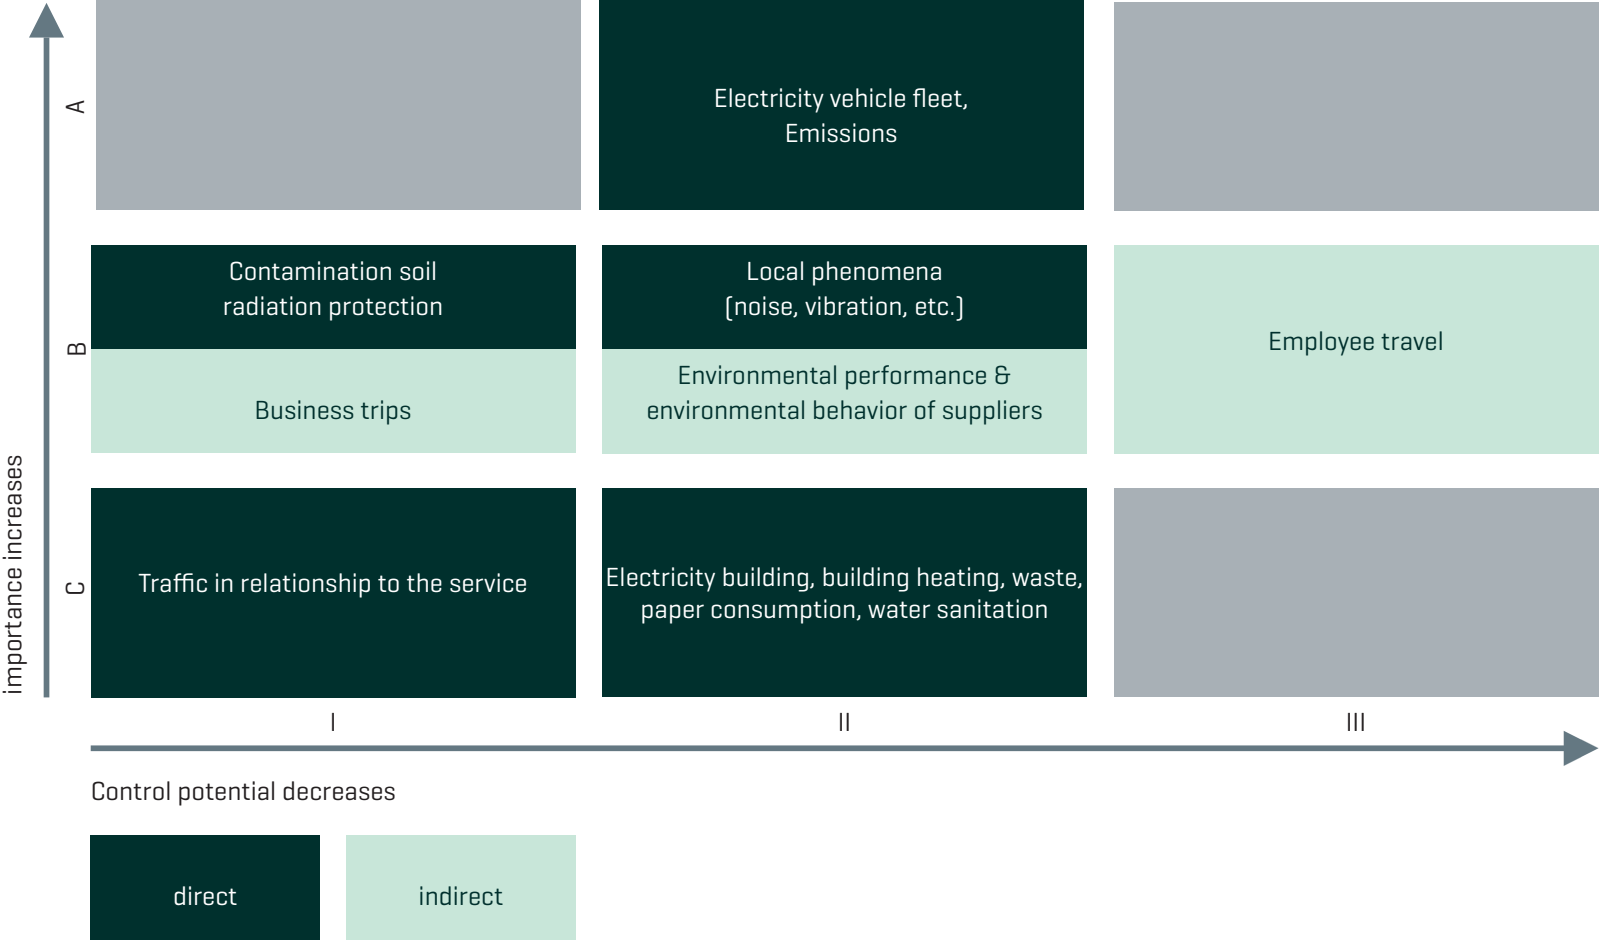 A
Electricity vehicle fleet,
Emissions
B
Contamination soil
radiation protection
Business trips
Local phenomena
(noise, vibration, etc.)
Environmental performance &
environmental behavior of suppliers
Employee travel
importance increases
C
Traffic in relationship to the service
Electricity building, building heating, waste,
paper consumption, water sanitation
I
II
III
Control potential decreases
direct
indirect